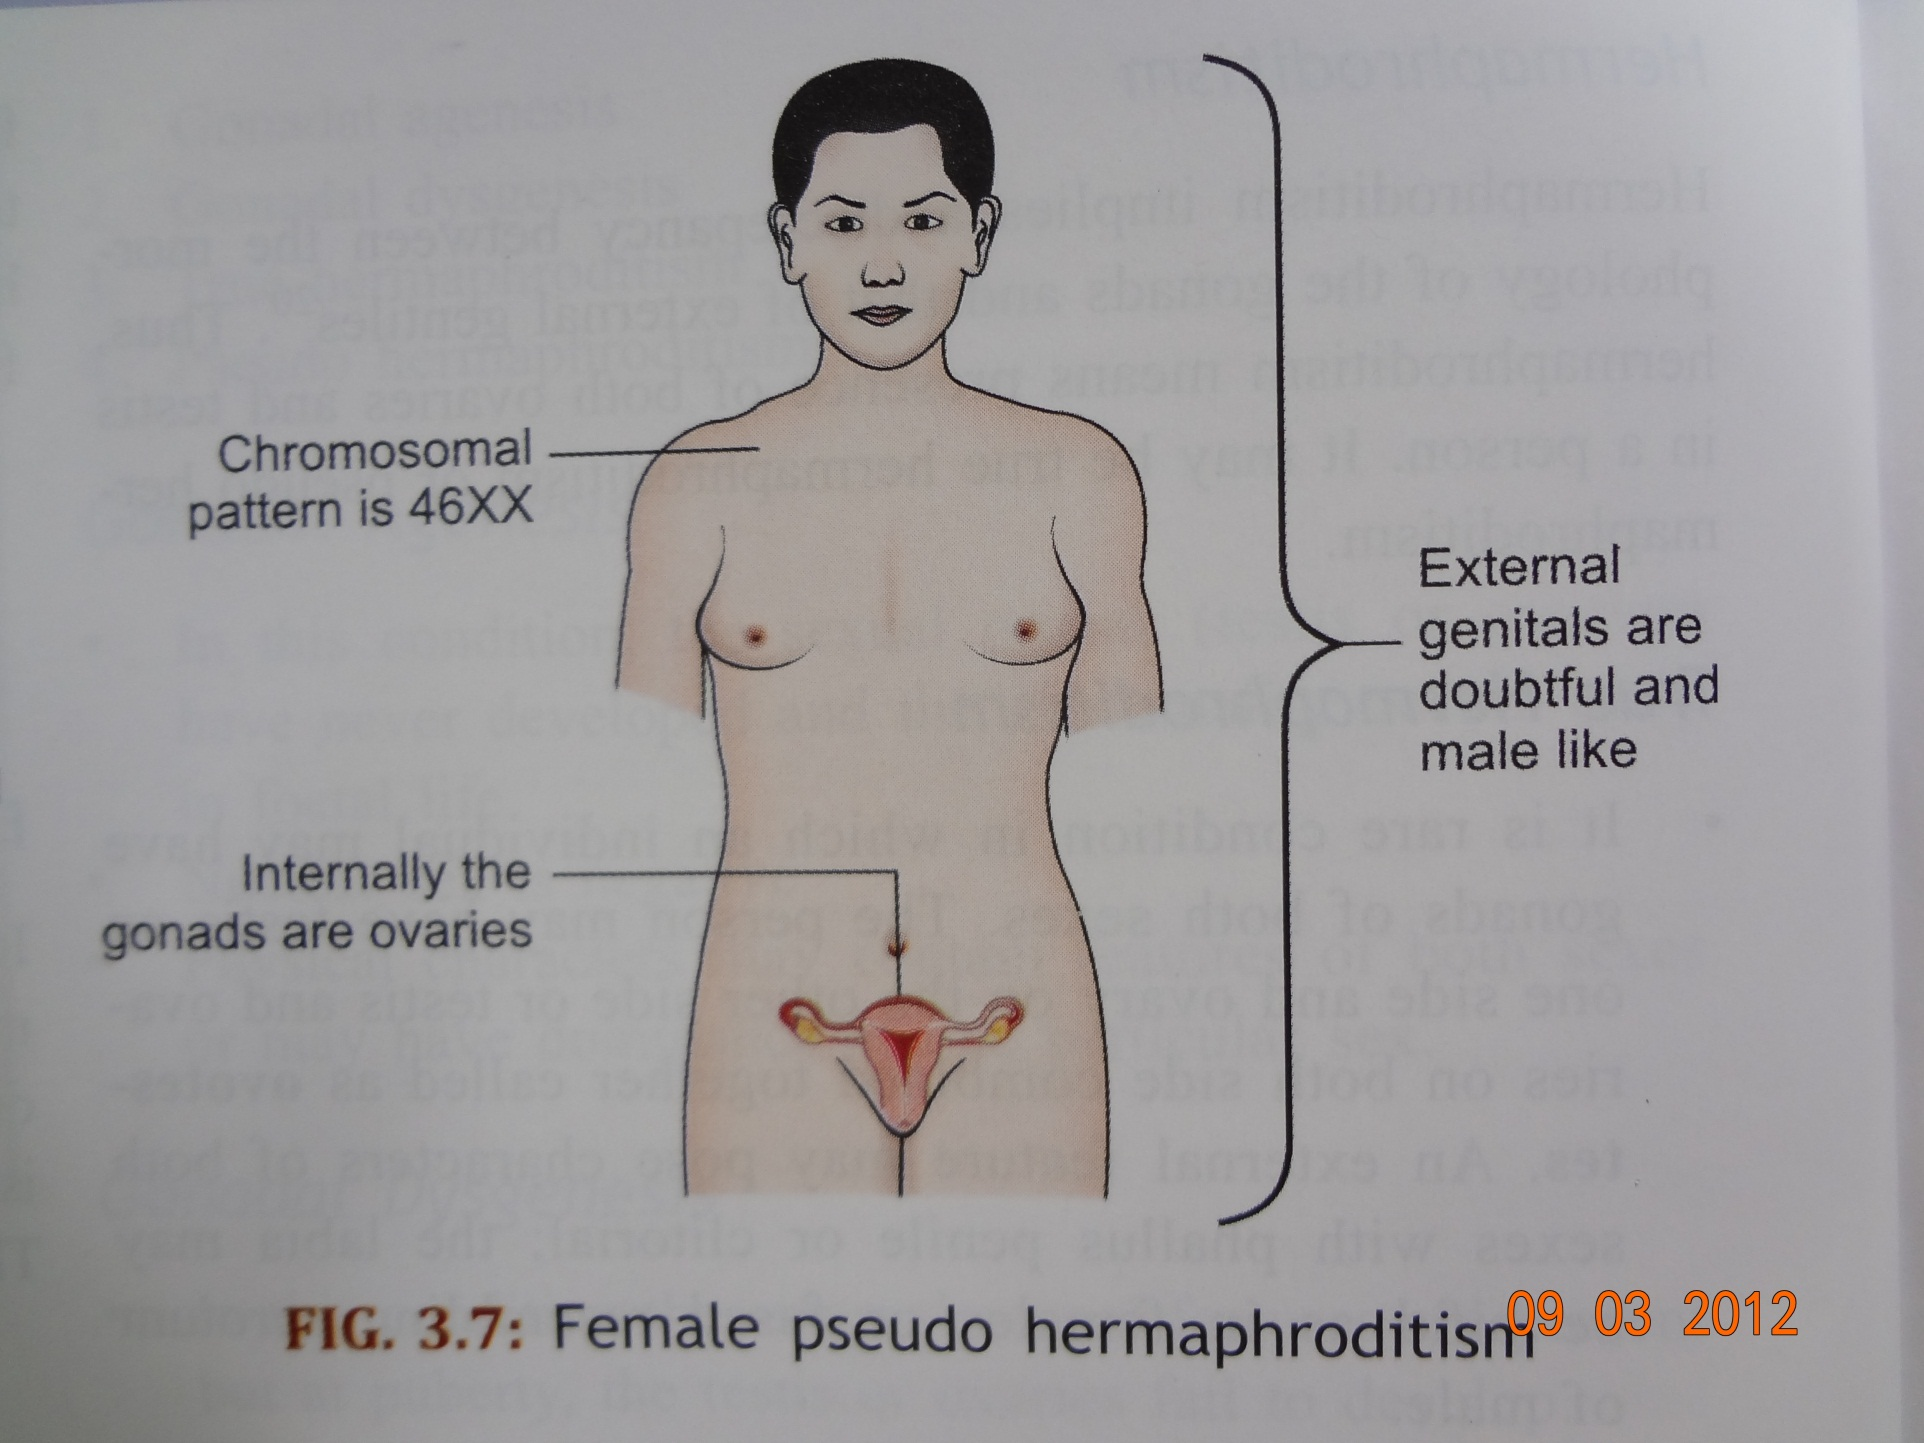 Chromosomal
pattern is 46XX
External
genitals are
doubtful and
male like
Internally the
gonads are ovaries
FIG. 3.7: Female pseudo hermaphroditism
09 03 2012